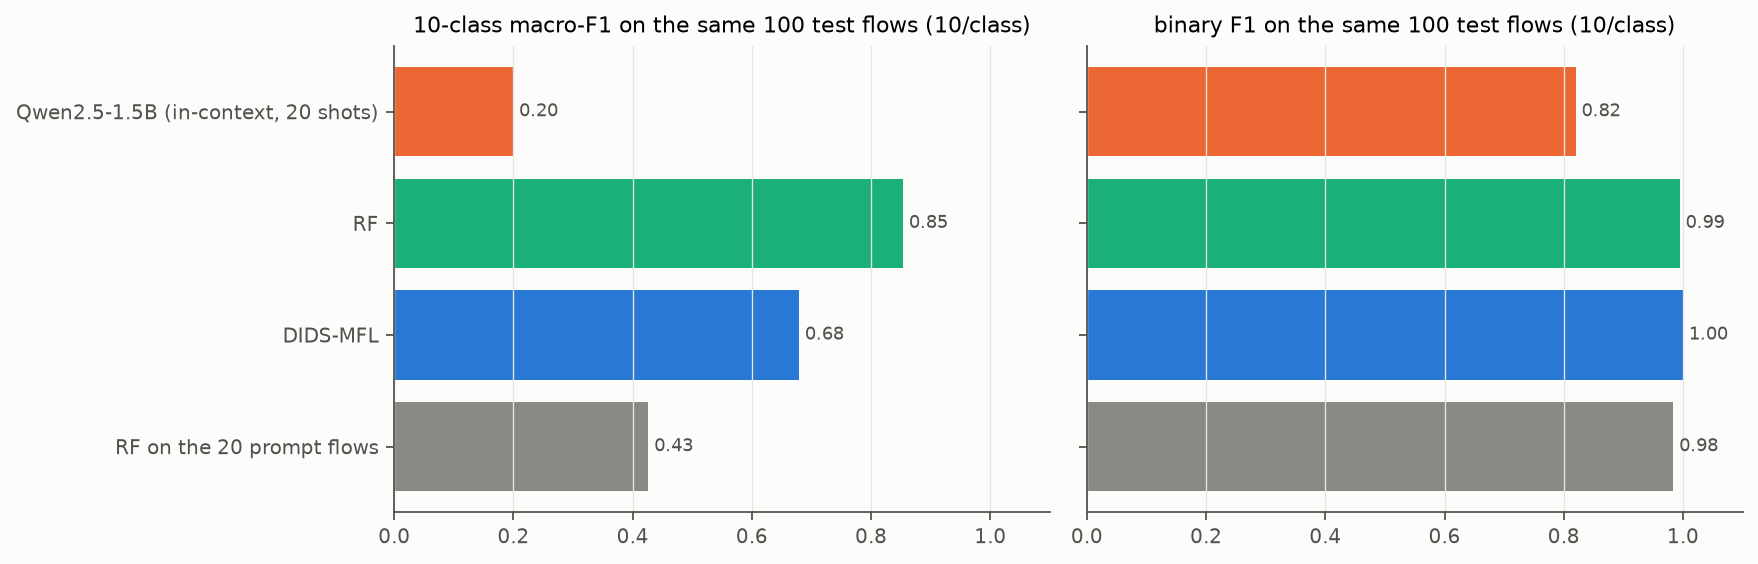 10-class macro-F1 on the same 100 test flows (10/class)
Qwen2.5-1.5B (in-context, 20 shots)
0.20
RF
0.85
DIDS-MFL
0.68
RF on the 20 prompt flows
0.43
0.0 0.2 0.4 0.6 0.8 1.0
binary F1 on the same 100 test flows (10/class)
0.82
0.99
1.00
0.98
0.0 0.2 0.4 0.6 0.8 1.0